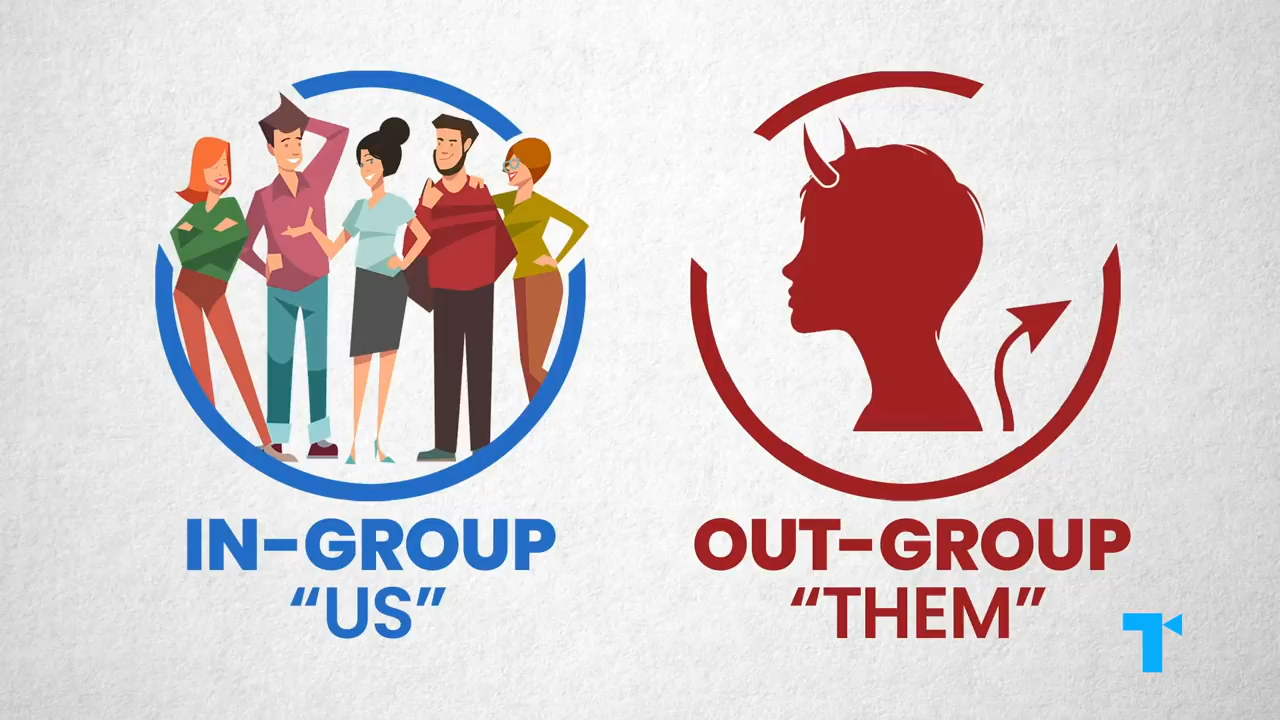 IN-GROUP
“US”
OUT-GROUP
“THEM”